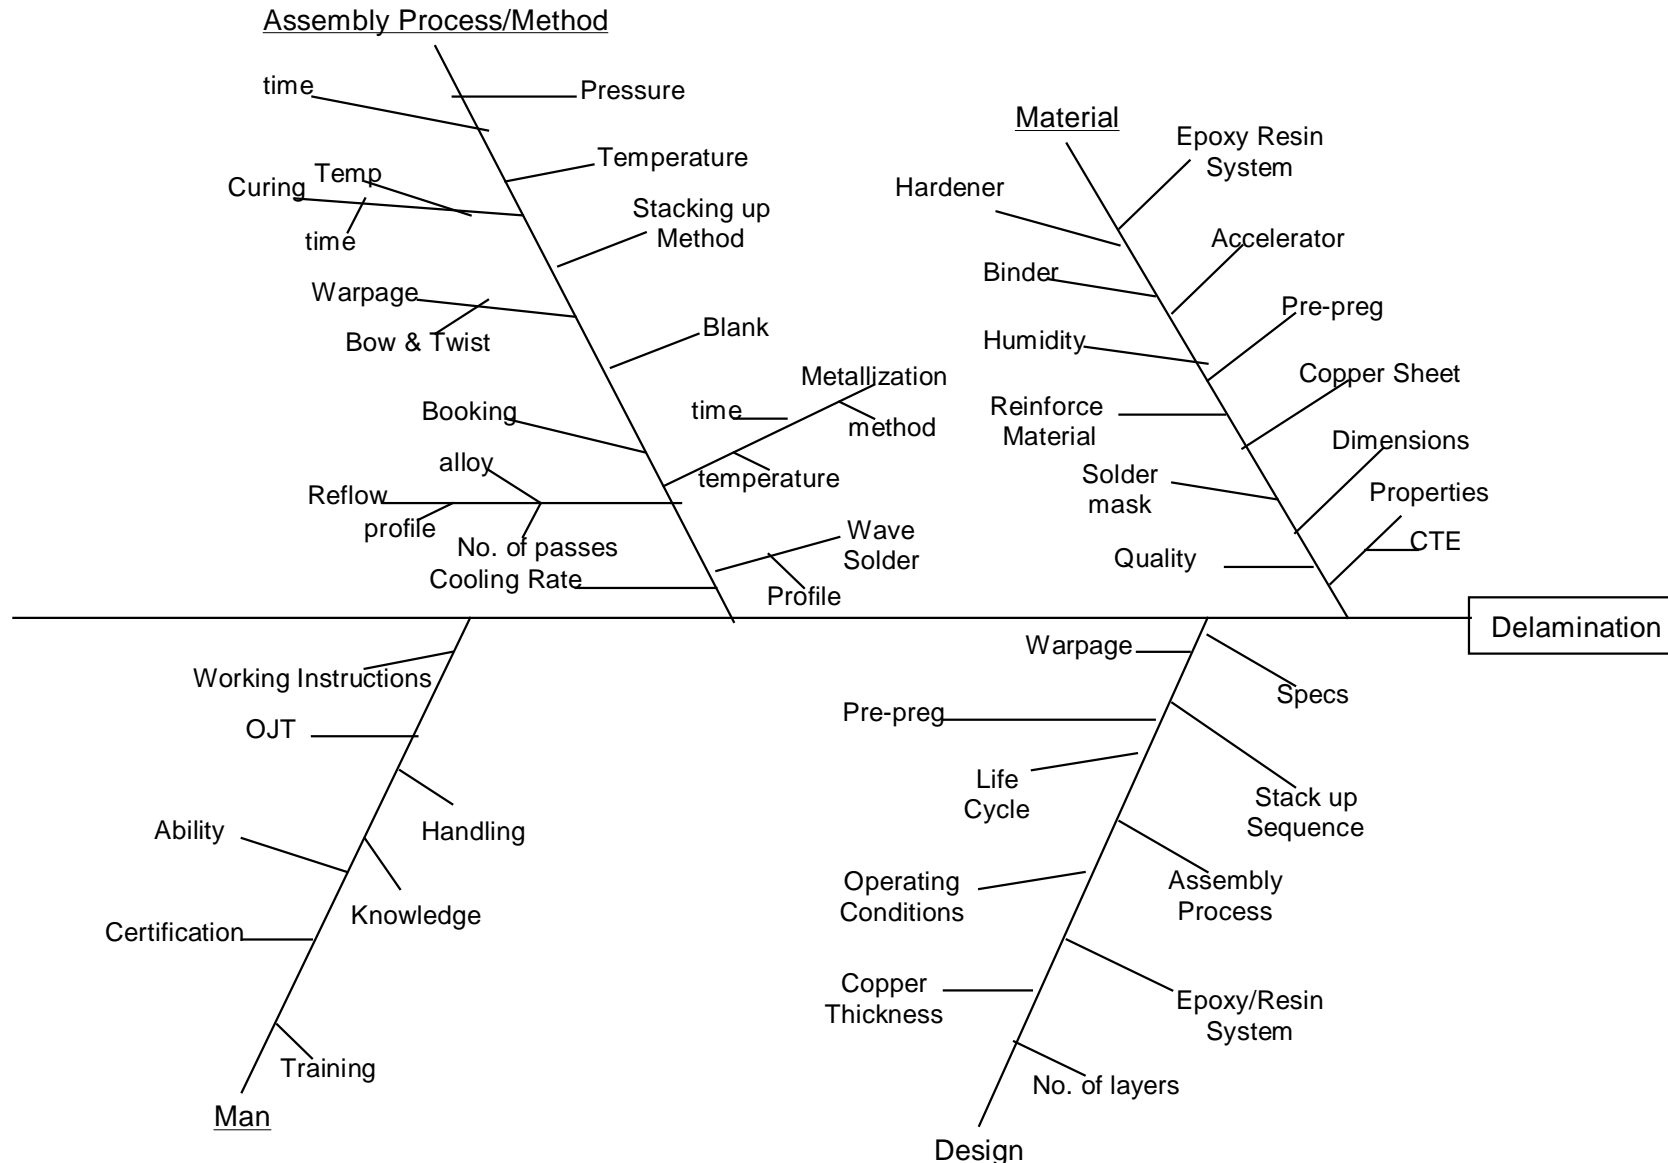 Assembly Process/Method
time
Pressure
Temperature
Temp
Curing
time
Stacking up
Method
Warpage
Bow & Twist
Blank
Metallization
time
method
Booking
temperature
alloy
Reflow
profile
No. of passes
Cooling Rate
Wave
Solder
Profile
Material
Epoxy Resin
System
Hardener
Accelerator
Binder
Pre-preg
Humidity
Copper Sheet
Reinforce
Material
Dimensions
Solder
mask
Properties
CTE
Quality
Delamination
Working Instructions
OJT
Handling
Ability
Knowledge
Certification
Training
Man
Warpage
Specs
Pre-preg
Life
Cycle
Stack up
Sequence
Operating
Conditions
Assembly
Process
Copper
Thickness
Epoxy/Resin
System
No. of layers
Design